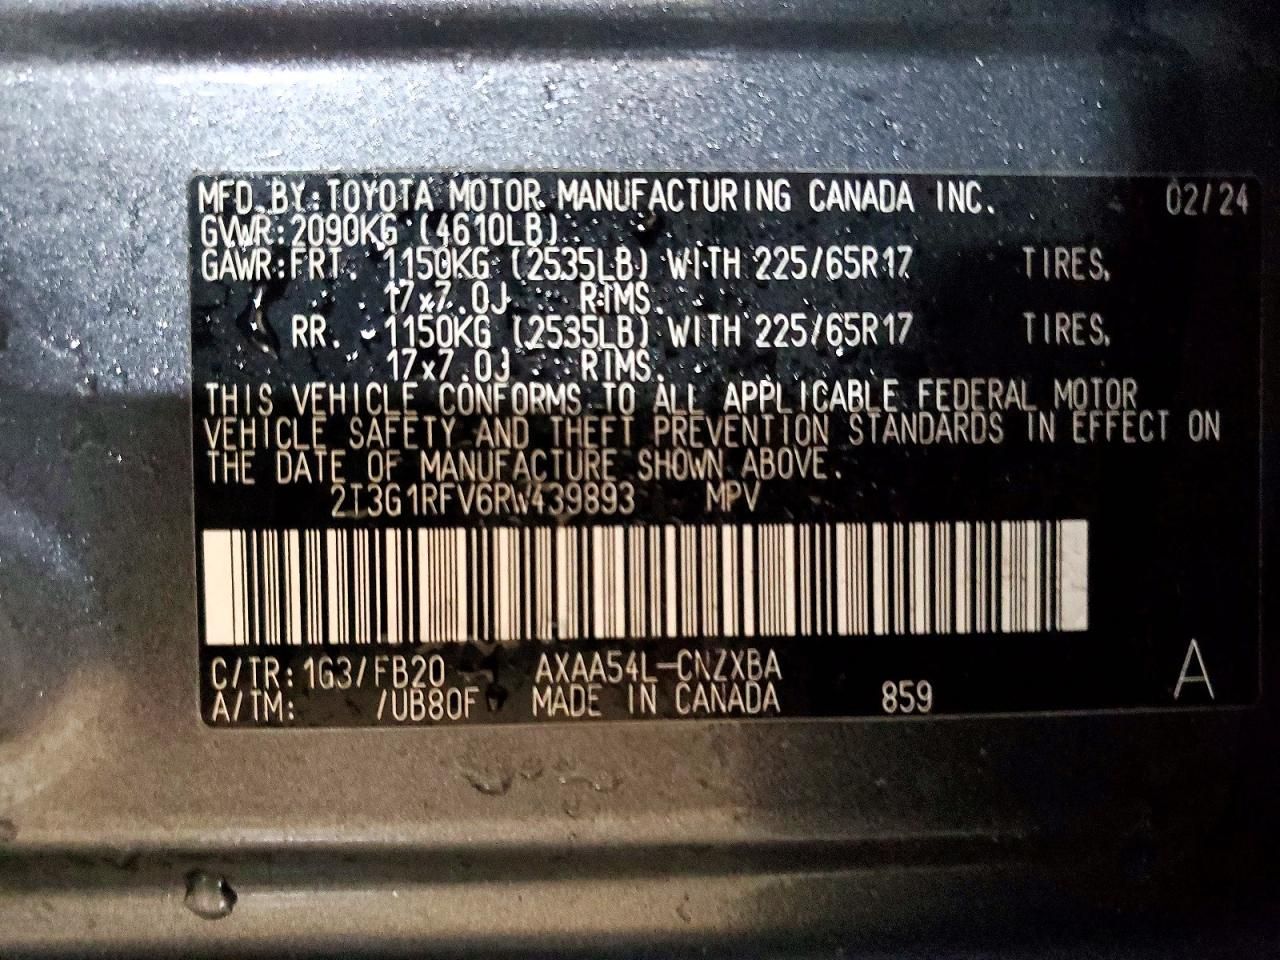 MFD. BY: TOYOTA MOTOR MANUFACTURING CANADA INC. 02/24
GVWR: 2090KG (4610LB)
GAWR: FRT. 1150KG (2535LB) WITH 225/65R17 TIRES,
17x7.0J RIMS.
RR. 1150KG (2535LB) WITH 225/65R17 TIRES,
17x7.0J RIMS.
THIS VEHICLE CONFORMS TO ALL APPLICABLE FEDERAL MOTOR
VEHICLE SAFETY AND THEFT PREVENTION STANDARDS IN EFFECT ON
THE DATE OF MANUFACTURE SHOWN ABOVE.
2T3G1RFV6RW439893 MPV
C/TR: 1G3/FB20 AXAA54L-CNZXBA
A/TM: /UB80F MADE IN CANADA 859 A